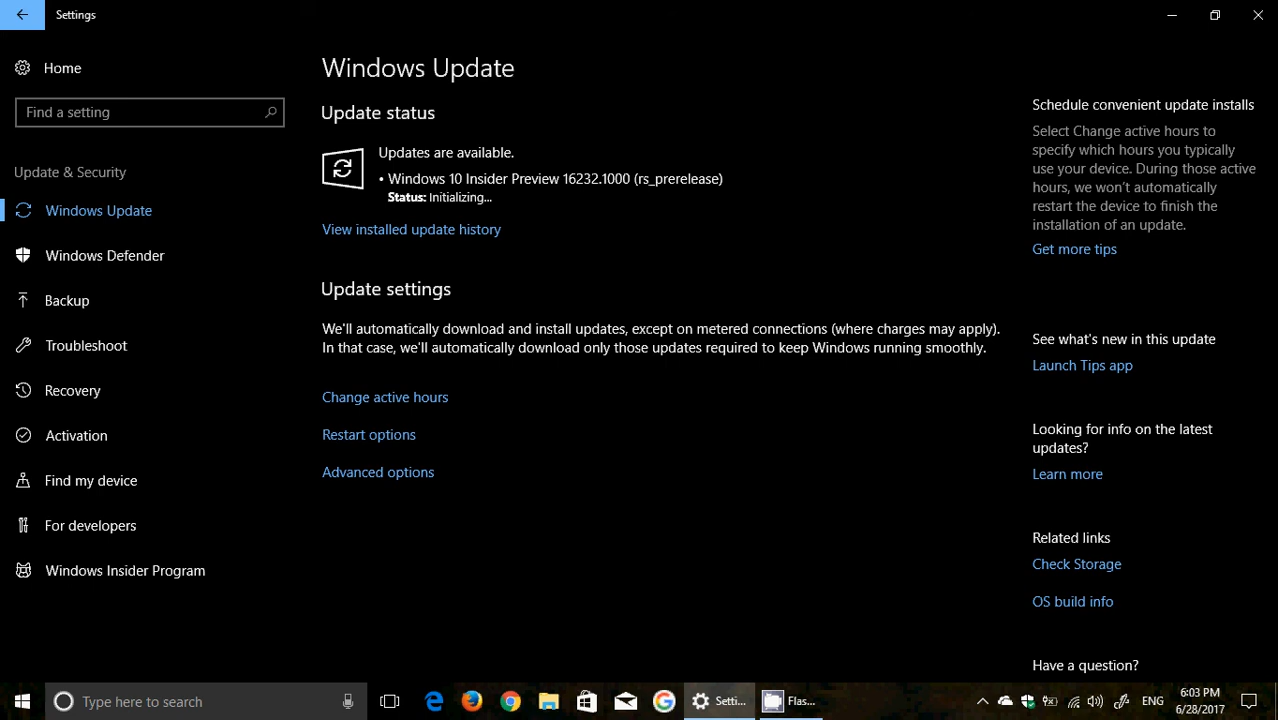 Settings
Home
Find a setting
Update & Security
Windows Update
Windows Defender
Backup
Troubleshoot
Recovery
Activation
Find my device
For developers
Windows Insider Program
Windows Update
Update status
Updates are available.
• Windows 10 Insider Preview 16232.1000 (rs_prerelease)
Status: Initializing...
View installed update history
Update settings
We'll automatically download and install updates, except on metered connections (where charges may apply).
In that case, we'll automatically download only those updates required to keep Windows running smoothly.
Change active hours
Restart options
Advanced options
Schedule convenient update installs
Select Change active hours to
specify which hours you typically
use your device. During those active
hours, we won't automatically
restart the device to finish the
installation of an update.
Get more tips
See what's new in this update
Launch Tips app
Looking for info on the latest
updates?
Learn more
Related links
Check Storage
OS build info
Have a question?
Type here to search
Setti...
Flas...
ENG
6:03 PM
6/28/2017